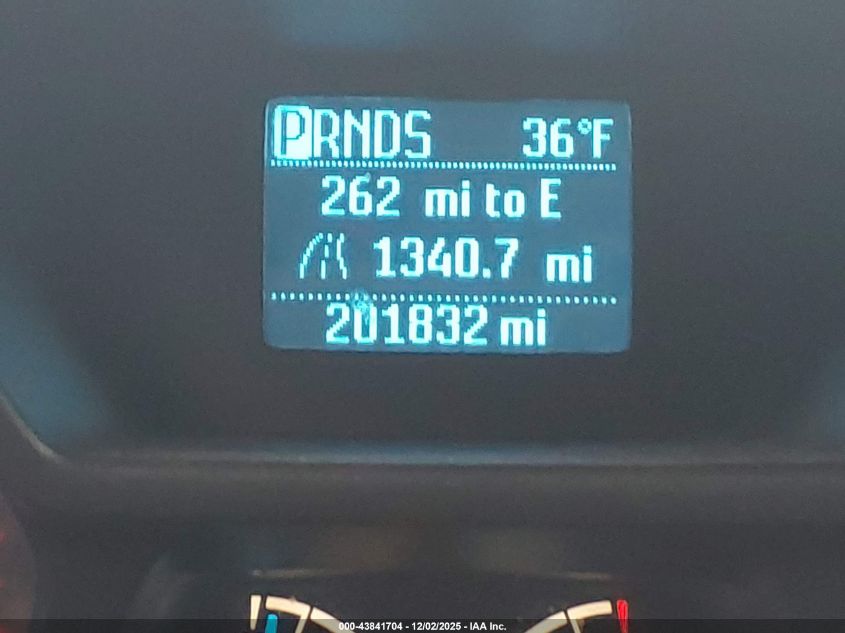 PRNDS 36°F
262 mi to E
1340.7 mi
201832 mi
000-43841704 - 12/02/2025 - IAA Inc.